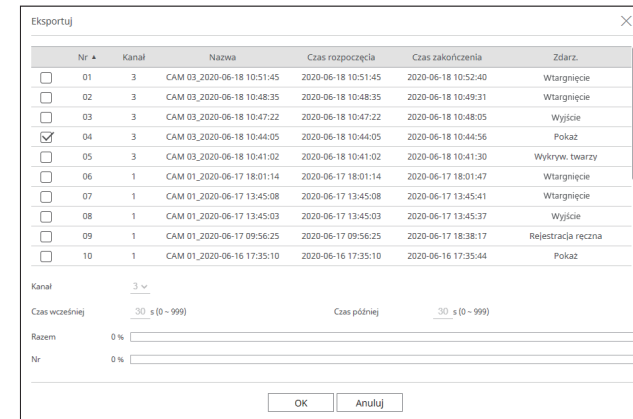 Eksportuj
Nr ▲ Kanał Nazwa Czas rozpoczęcia Czas zakończenia Zdarz.
01 3 CAM 03_2020-06-18 10:51:45 2020-06-18 10:51:45 2020-06-18 10:52:40 Wtargnięcie
02 3 CAM 03_2020-06-18 10:48:35 2020-06-18 10:48:35 2020-06-18 10:49:31 Wtargnięcie
03 3 CAM 03_2020-06-18 10:47:22 2020-06-18 10:47:22 2020-06-18 10:48:05 Wyjście
04 3 CAM 03_2020-06-18 10:44:05 2020-06-18 10:44:05 2020-06-18 10:44:56 Pokaż
05 3 CAM 03_2020-06-18 10:41:02 2020-06-18 10:41:02 2020-06-18 10:41:30 Wykryw. twarzy
06 1 CAM 01_2020-06-17 18:01:14 2020-06-17 18:01:14 2020-06-17 18:01:47 Wtargnięcie
07 1 CAM 01_2020-06-17 13:45:08 2020-06-17 13:45:08 2020-06-17 13:45:41 Wtargnięcie
08 1 CAM 01_2020-06-17 13:45:03 2020-06-17 13:45:03 2020-06-17 13:45:37 Wyjście
09 1 CAM 01_2020-06-17 09:56:25 2020-06-17 09:56:25 2020-06-17 18:38:17 Rejestracja ręczna
10 1 CAM 01_2020-06-16 17:35:10 2020-06-16 17:35:10 2020-06-16 17:35:44 Pokaż
Kanał 3
Czas wcześniej 30 s (0 ~ 999) Czas później 30 s (0 ~ 999)
Razem 0 %
Nr 0 %
OK Anuluj